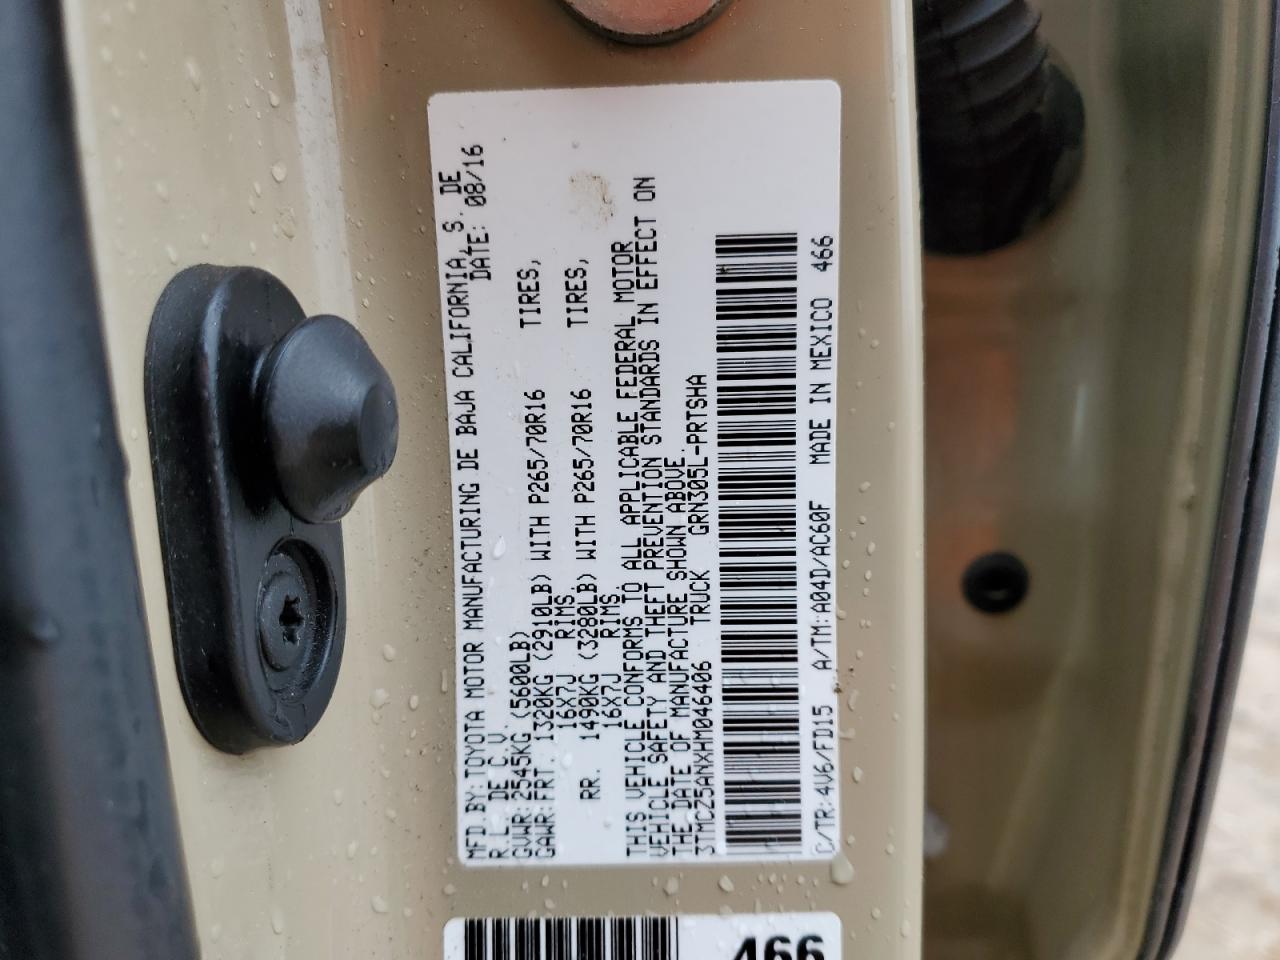 MFD.BY:TOYOTA MOTOR MANUFACTURING DE BAJA CALIFORNIA, S. DE
R.L. DE C.V. DATE: 08/16
GVWR:2545KG (5600LB)
GAWR:FRT. 1320KG (2910LB) WITH P265/70R16 TIRES,
16X7J RIMS.
RR. 1490KG (3280LB) WITH P265/70R16 TIRES,
16X7J RIMS.
THIS VEHICLE CONFORMS TO ALL APPLICABLE FEDERAL MOTOR
VEHICLE SAFETY AND THEFT PREVENTION STANDARDS IN EFFECT ON
THE DATE OF MANUFACTURE SHOWN ABOVE.
3TMCZ5ANXHM046406 TRUCK GRN305L-PRTSHA
C/TR:4V6/FD15 A/TM:A04D/AC60F MADE IN MEXICO 466
466